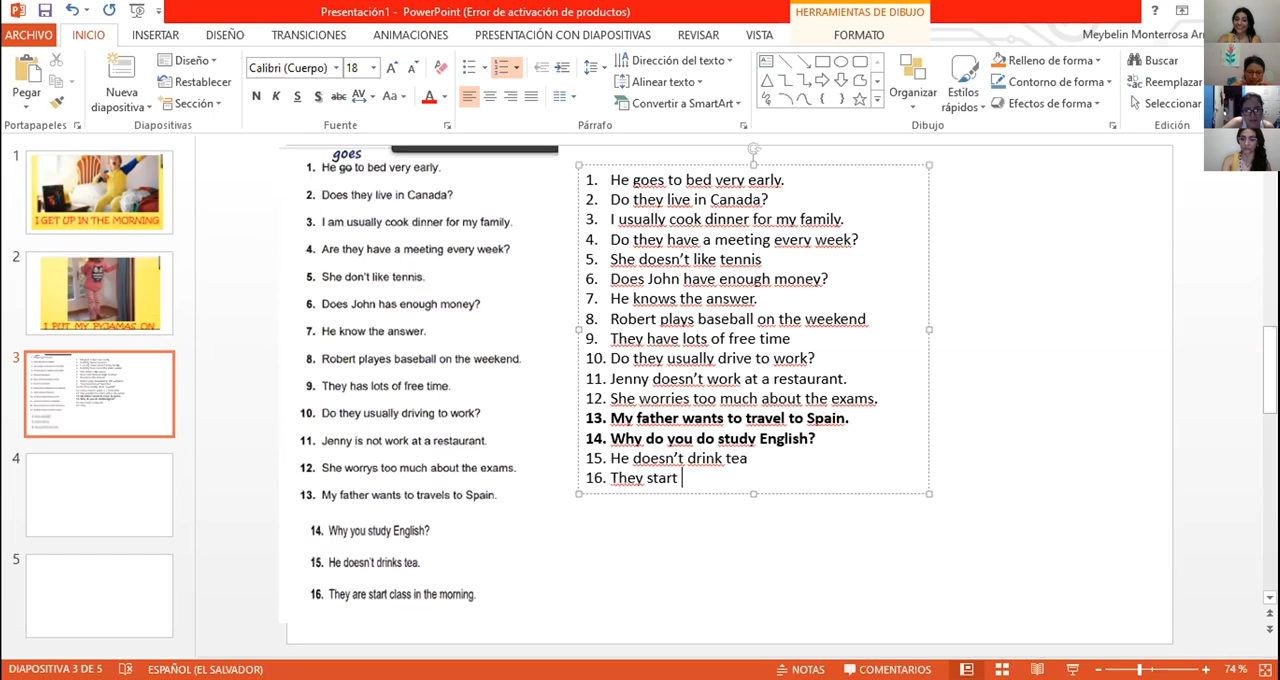 Presentación1 - PowerPoint (Error de activación de productos)
HERRAMIENTAS DE DIBUJO
ARCHIVO
INICIO
INSERTAR
DISEÑO
TRANSICIONES
ANIMACIONES
PRESENTACIÓN CON DIAPOSITIVAS
REVISAR
VISTA
FORMATO
Meybelin Monterrosa
Pegar
Nueva diapositiva
Diseño
Restablecer
Sección
Calibri (Cuerpo)
18
N K S S abc AV Aa A
Dirección del texto
Alinear texto
Convertir a SmartArt
Organizar
Estilos rápidos
Relleno de forma
Contorno de forma
Efectos de forma
Buscar
Reemplazar
Seleccionar
Portapapeles
Diapositivas
Fuente
Párrafo
Dibujo
Edición
1
I GET UP IN THE MORNING
2
I PUT MY PYJAMAS ON
3
4
5
goes
1. He go to bed very early.
2. Does they live in Canada?
3. I am usually cook dinner for my family.
4. Are they have a meeting every week?
5. She don't like tennis.
6. Does John has enough money?
7. He know the answer.
8. Robert playes baseball on the weekend.
9. They has lots of free time.
10. Do they usually driving to work?
11. Jenny is not work at a restaurant.
12. She worrys too much about the exams.
13. My father wants to travels to Spain.
14. Why you study English?
15. He doesn't drinks tea.
16. They are start class in the morning.
1. He goes to bed very early.
2. Do they live in Canada?
3. I usually cook dinner for my family.
4. Do they have a meeting every week?
5. She doesn't like tennis
6. Does John have enough money?
7. He knows the answer.
8. Robert plays baseball on the weekend
9. They have lots of free time
10. Do they usually drive to work?
11. Jenny doesn't work at a restaurant.
12. She worries too much about the exams.
13. My father wants to travel to Spain.
14. Why do you do study English?
15. He doesn't drink tea
16. They start
DIAPOSITIVA 3 DE 5
ESPAÑOL (EL SALVADOR)
NOTAS
COMENTARIOS
74 %